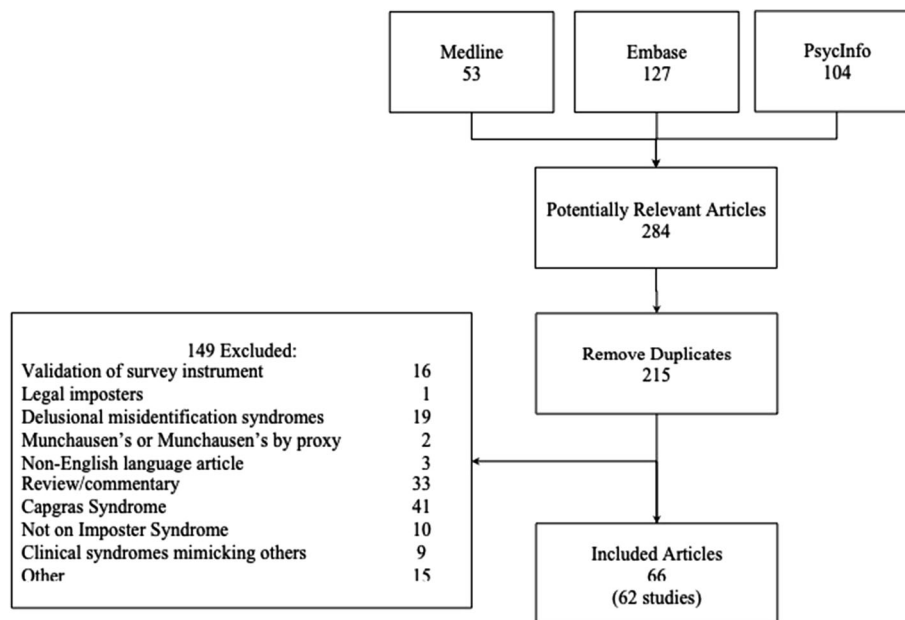 Medline
53
Embase
127
PsycInfo
104
Potentially Relevant Articles
284
Remove Duplicates
215
149 Excluded:
Validation of survey instrument 16
Legal imposters 1
Delusional misidentification syndromes 19
Munchausen's or Munchausen's by proxy 2
Non-English language article 3
Review/commentary 33
Capgras Syndrome 41
Not on Imposter Syndrome 10
Clinical syndromes mimicking others 9
Other 15
Included Articles
66
(62 studies)